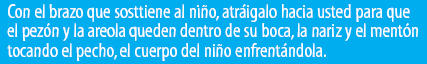 Con el brazo que sosttiene al niño, atráigalo hacia usted para que
el pezón y la areola queden dentro de su boca, la nariz y el mentón
tocando el pecho, el cuerpo del niño enfrentándola.